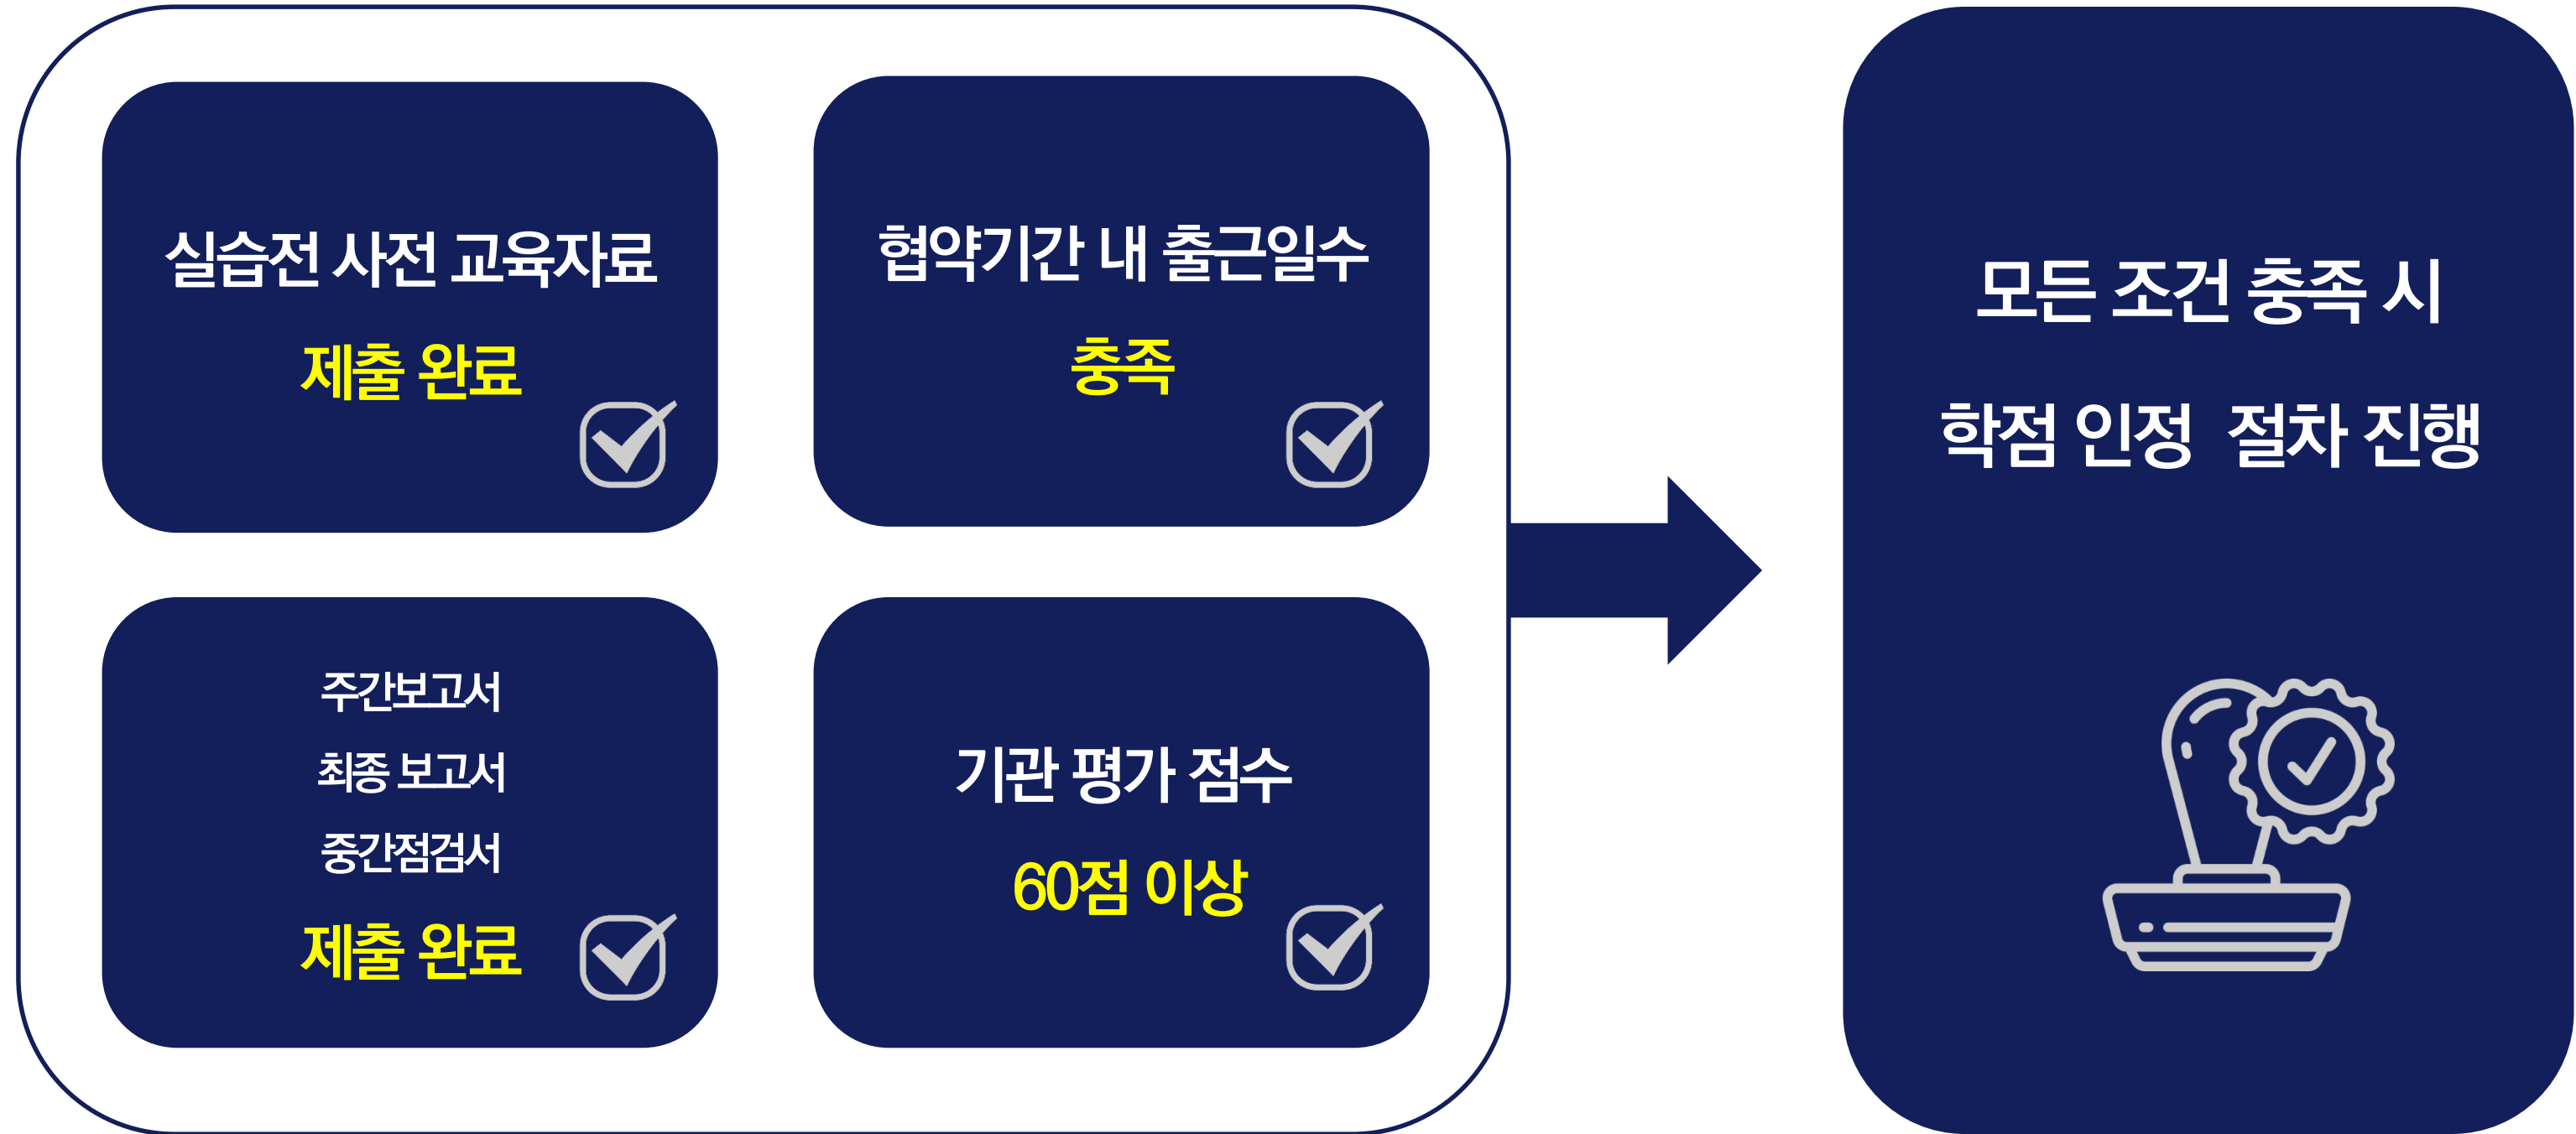 실습전 사전 교육자료
제출 완료
협약기간 내 출근일수
충족
주간보고서
최종 보고서
중간점검서
제출 완료
기관 평가 점수
60점 이상
모든 조건 충족 시
학점 인정 절차 진행